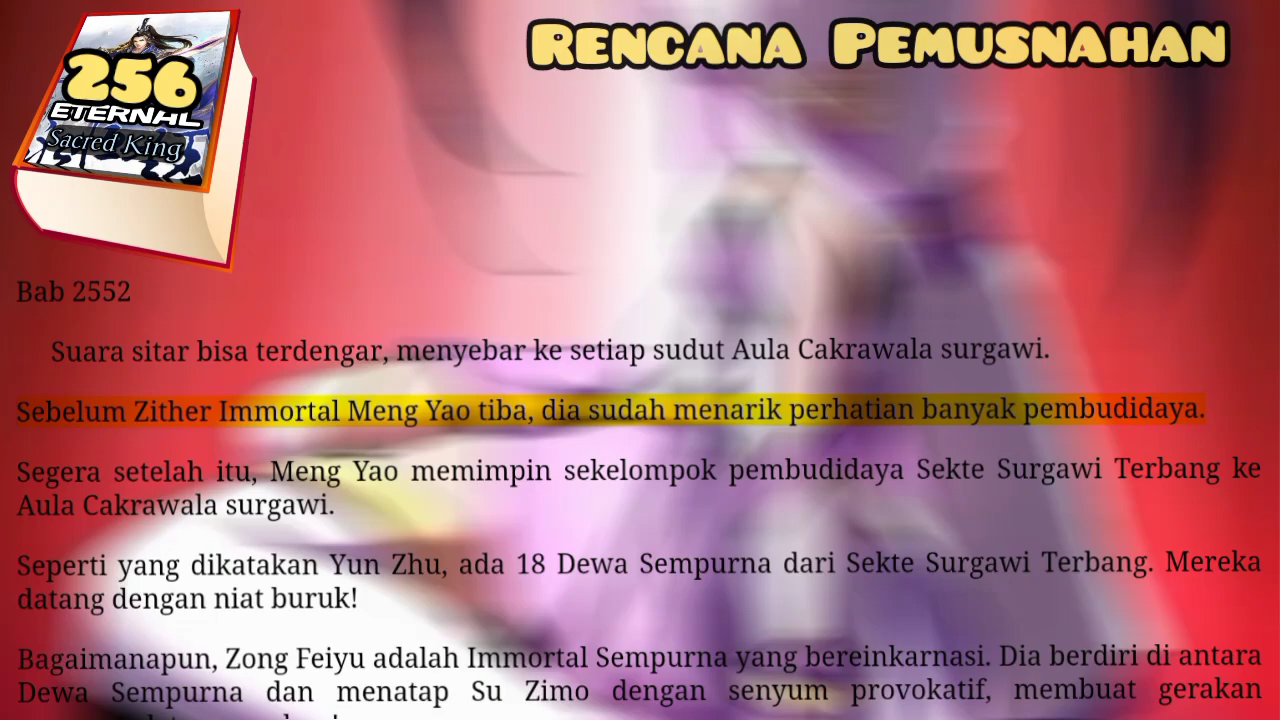 256
ETERNAL
Sacred King
RENCANA PEMUSNAHAN
Bab 2552
Suara sitar bisa terdengar, menyebar ke setiap sudut Aula Cakrawala surgawi.
Sebelum Zither Immortal Meng Yao tiba, dia sudah menarik perhatian banyak pembudidaya.
Segera setelah itu, Meng Yao memimpin sekelompok pembudidaya Sekte Surgawi Terbang ke
Aula Cakrawala surgawi.
Seperti yang dikatakan Yun Zhu, ada 18 Dewa Sempurna dari Sekte Surgawi Terbang. Mereka
datang dengan niat buruk!
Bagaimanapun, Zong Feiyu adalah Immortal Sempurna yang bereinkarnasi. Dia berdiri di antara
Dewa Sempurna dan menatap Su Zimo dengan senyum provokatif, membuat gerakan